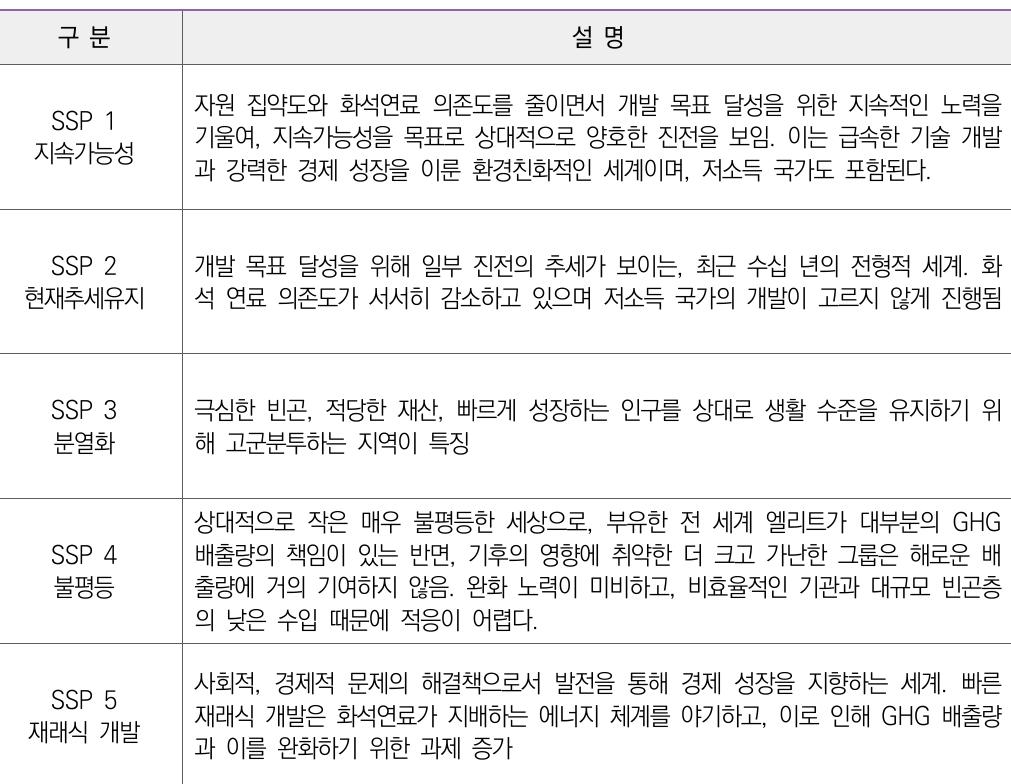 구 분
설 명
SSP 1
지속가능성
자원 집약도와 화석연료 의존도를 줄이면서 개발 목표 달성을 위한 지속적인 노력을
기울여, 지속가능성을 목표로 상대적으로 양호한 진전을 보임. 이는 급속한 기술 개발
과 강력한 경제 성장을 이룬 환경친화적인 세계이며, 저소득 국가도 포함된다.
SSP 2
현재추세유지
개발 목표 달성을 위해 일부 진전의 추세가 보이는, 최근 수십 년의 전형적 세계. 화
석 연료 의존도가 서서히 감소하고 있으며 저소득 국가의 개발이 고르지 않게 진행됨
SSP 3
분열화
극심한 빈곤, 적당한 재산, 빠르게 성장하는 인구를 상대로 생활 수준을 유지하기 위
해 고군분투하는 지역이 특징
SSP 4
불평등
상대적으로 작은 매우 불평등한 세상으로, 부유한 전 세계 엘리트가 대부분의 GHG
배출량의 책임이 있는 반면, 기후의 영향에 취약한 더 크고 가난한 그룹은 해로운 배
출량에 거의 기여하지 않음. 완화 노력이 미비하고, 비효율적인 기관과 대규모 빈곤층
의 낮은 수입 때문에 적응이 어렵다.
SSP 5
재래식 개발
사회적, 경제적 문제의 해결책으로서 발전을 통해 경제 성장을 지향하는 세계. 빠른
재래식 개발은 화석연료가 지배하는 에너지 체계를 야기하고, 이로 인해 GHG 배출량
과 이를 완화하기 위한 과제 증가